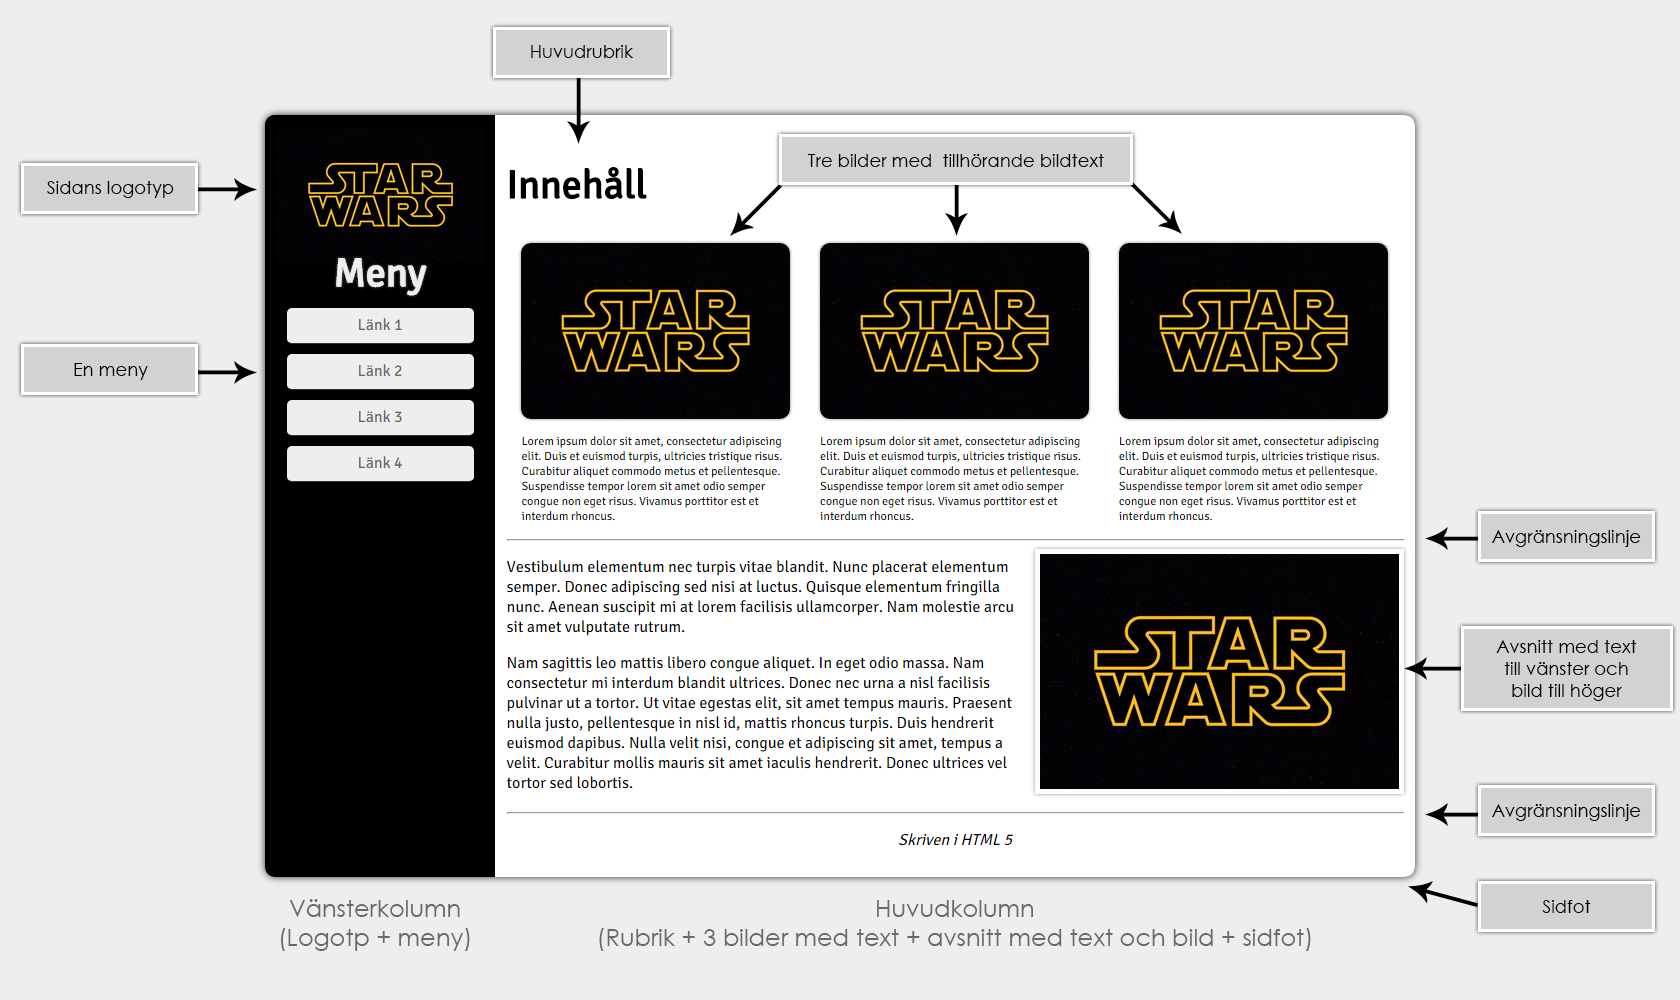 Huvudrubrik
Sidans logotyp
STAR
WARS
Meny
En meny
Länk 1
Länk 2
Länk 3
Länk 4
Innehåll
Tre bilder med  tillhörande bildtext
STAR
WARS
Lorem ipsum dolor sit amet, consectetur adipiscing
elit. Duis et euismod turpis, ultricies tristique risus.
Curabitur aliquet commodo metus et pellentesque.
Suspendisse tempor lorem sit amet odio semper
congue non eget risus. Vivamus porttitor est et
interdum rhoncus.
STAR
WARS
Lorem ipsum dolor sit amet, consectetur adipiscing
elit. Duis et euismod turpis, ultricies tristique risus.
Curabitur aliquet commodo metus et pellentesque.
Suspendisse tempor lorem sit amet odio semper
congue non eget risus. Vivamus porttitor est et
interdum rhoncus.
STAR
WARS
Lorem ipsum dolor sit amet, consectetur adipiscing
elit. Duis et euismod turpis, ultricies tristique risus.
Curabitur aliquet commodo metus et pellentesque.
Suspendisse tempor lorem sit amet odio semper
congue non eget risus. Vivamus porttitor est et
interdum rhoncus.
Avgränsningslinje
Vestibulum elementum nec turpis vitae blandit. Nunc placerat elementum
semper. Donec adipiscing sed nisi at luctus. Quisque elementum fringilla
nunc. Aenean suscipit mi at lorem facilisis ullamcorper. Nam molestie arcu
sit amet vulputate rutrum.
Nam sagittis leo mattis libero congue aliquet. In eget odio massa. Nam
consectetur mi interdum blandit ultrices. Donec nec urna a nisl facilisis
pulvinar ut a tortor. Ut vitae egestas elit, sit amet tempus mauris. Praesent
nulla justo, pellentesque in nisl id, mattis rhoncus turpis. Duis hendrerit
euismod dapibus. Nulla velit nisi, congue et adipiscing sit amet, tempus a
velit. Curabitur mollis mauris sit amet iaculis hendrerit. Donec ultrices vel
tortor sed lobortis.
STAR
WARS
Avsnitt med text
till vänster och
bild till höger
Avgränsningslinje
Skriven i HTML 5
Sidfot
Vänsterkolumn
(Logotp + meny)
Huvudkolumn
(Rubrik + 3 bilder med text + avsnitt med text och bild + sidfot)